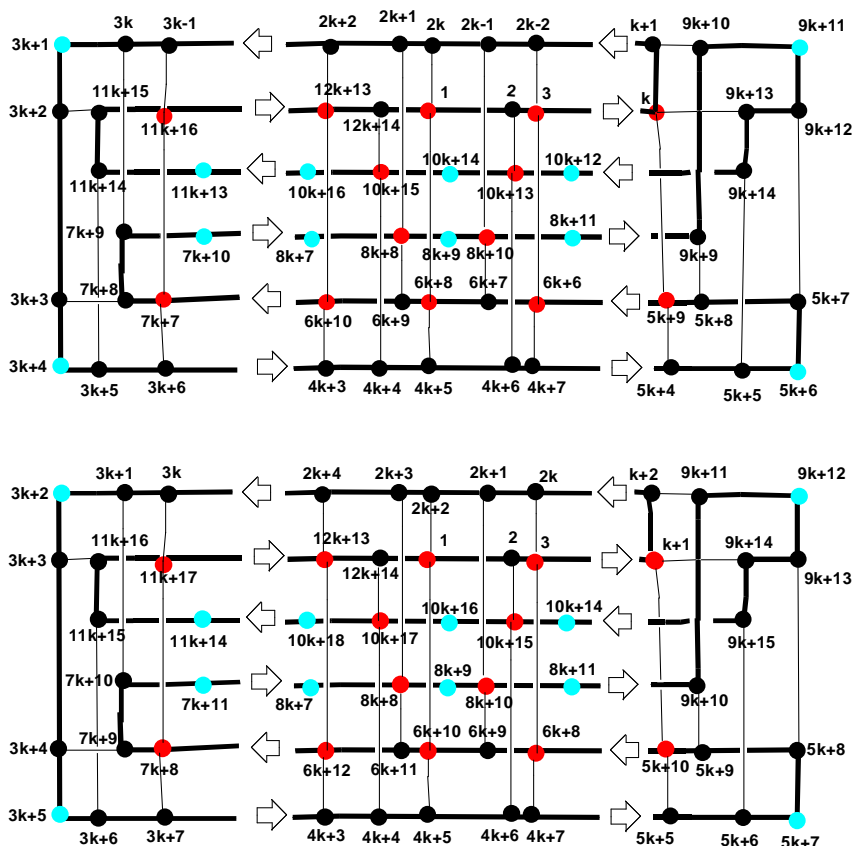 3k+1 3k 3k-1 2k+2 2k+1 2k 2k-1 2k-2 k+1 9k+10 9k+11
3k+2 11k+15 11k+16 12k+13 12k+14 1 2 3 k 9k+13 9k+12
11k+14 11k+13 10k+16 10k+15 10k+14 10k+13 10k+12 9k+14
7k+9 7k+10 8k+7 8k+8 8k+9 8k+10 8k+11 9k+9
3k+3 7k+8 7k+7 6k+10 6k+9 6k+8 6k+7 6k+6 5k+9 5k+8 5k+7
3k+4 3k+5 3k+6 4k+3 4k+4 4k+5 4k+6 4k+7 5k+4 5k+5 5k+6
3k+2 3k+1 3k 2k+4 2k+3 2k+2 2k+1 2k k+2 9k+11 9k+12
3k+3 11k+16 11k+17 12k+13 12k+14 1 2 3 k+1 9k+14 9k+13
11k+15 11k+14 10k+18 10k+17 10k+16 10k+15 10k+14 9k+15
7k+10 7k+11 8k+7 8k+8 8k+9 8k+10 8k+11 9k+10
3k+4 7k+9 7k+8 6k+12 6k+11 6k+10 6k+9 6k+8 5k+10 5k+9 5k+8
3k+5 3k+6 3k+7 4k+3 4k+4 4k+5 4k+6 4k+7 5k+5 5k+6 5k+7